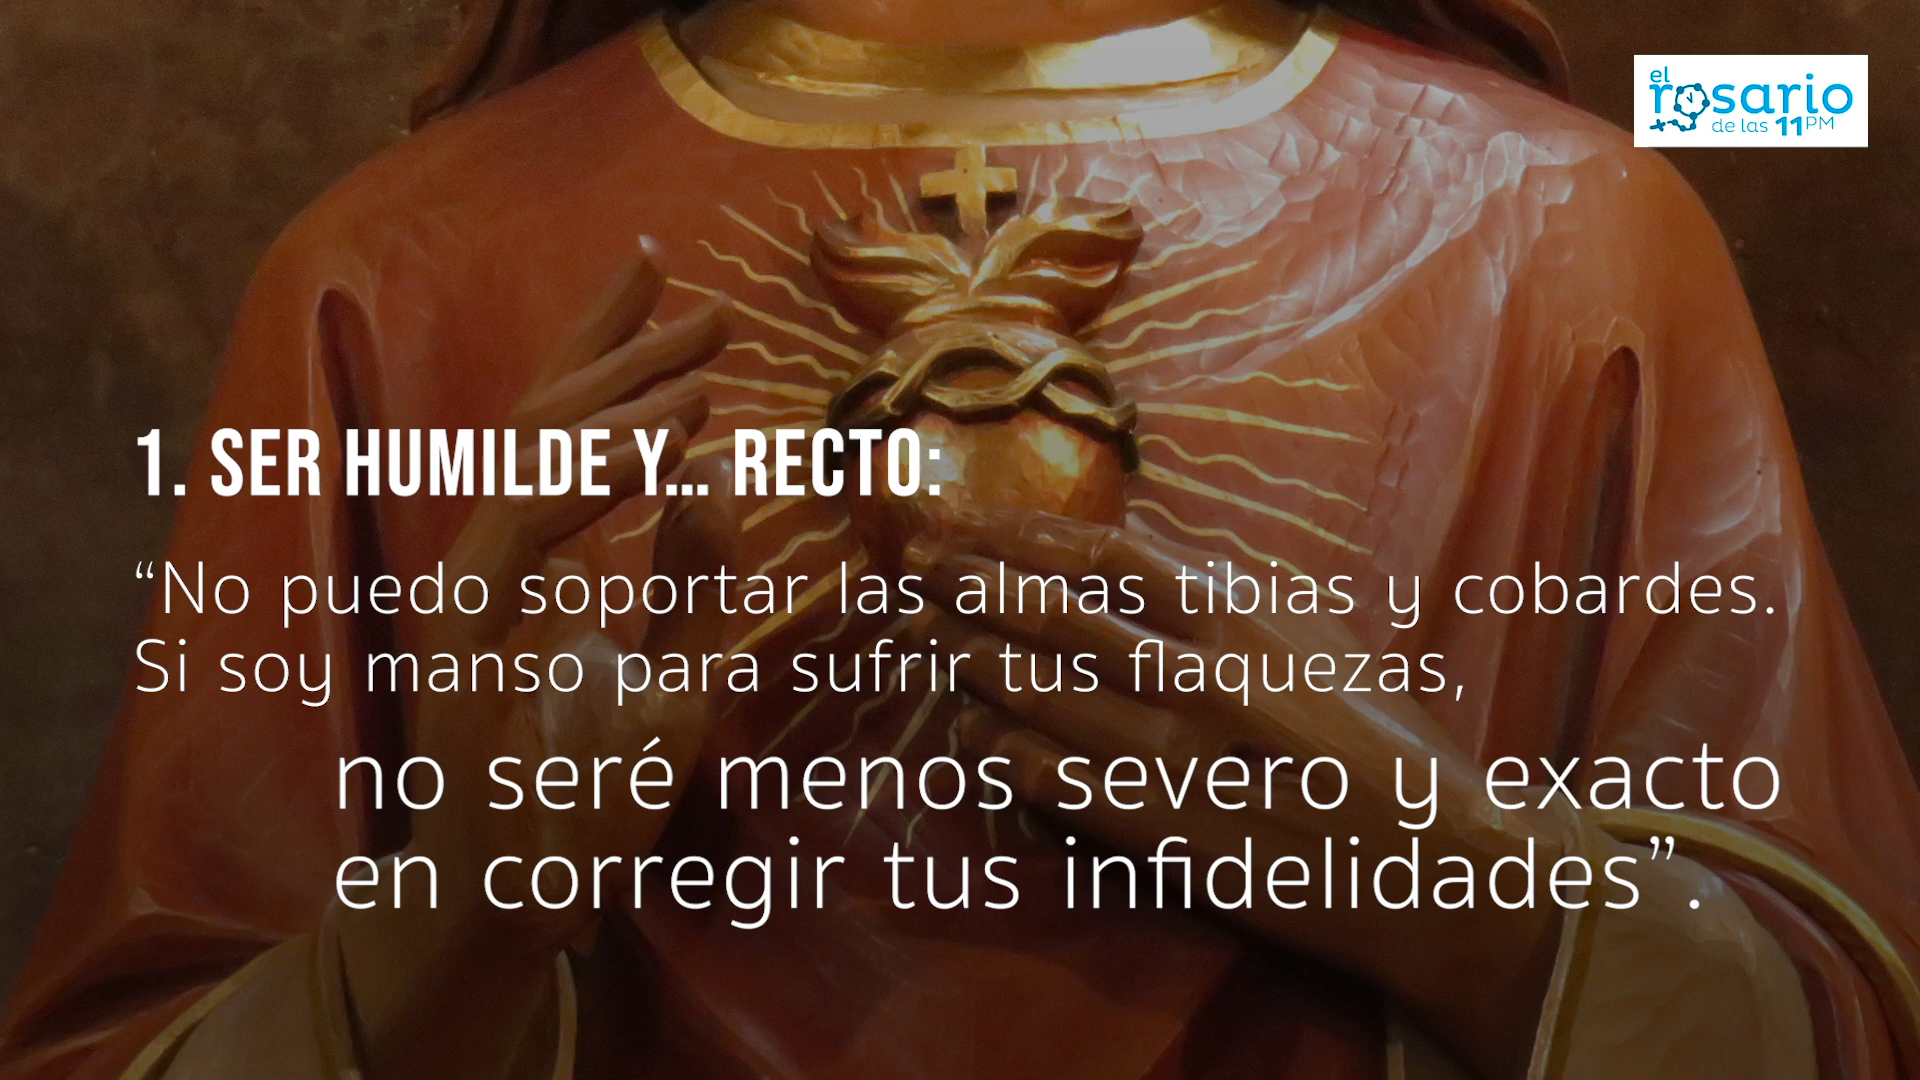 el
rosario
de las 11PM
1. SER HUMILDE Y... RECTO:
“No puedo soportar las almas tibias y cobardes.
Si soy manso para sufrir tus flaquezas,
no seré menos severo y exacto
en corregir tus infidelidades”.